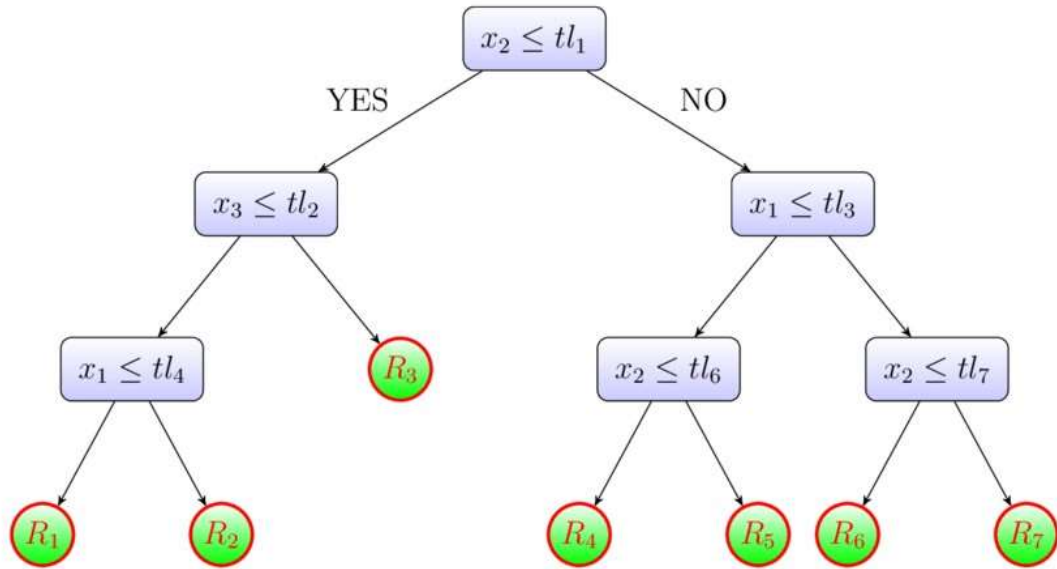 x₂ ≤ tl₁
YES NO
x₃ ≤ tl₂ x₁ ≤ tl₃
x₁ ≤ tl₄ R₃ x₂ ≤ tl₆ x₂ ≤ tl₇
R₁ R₂ R₄ R₅ R₆ R₇